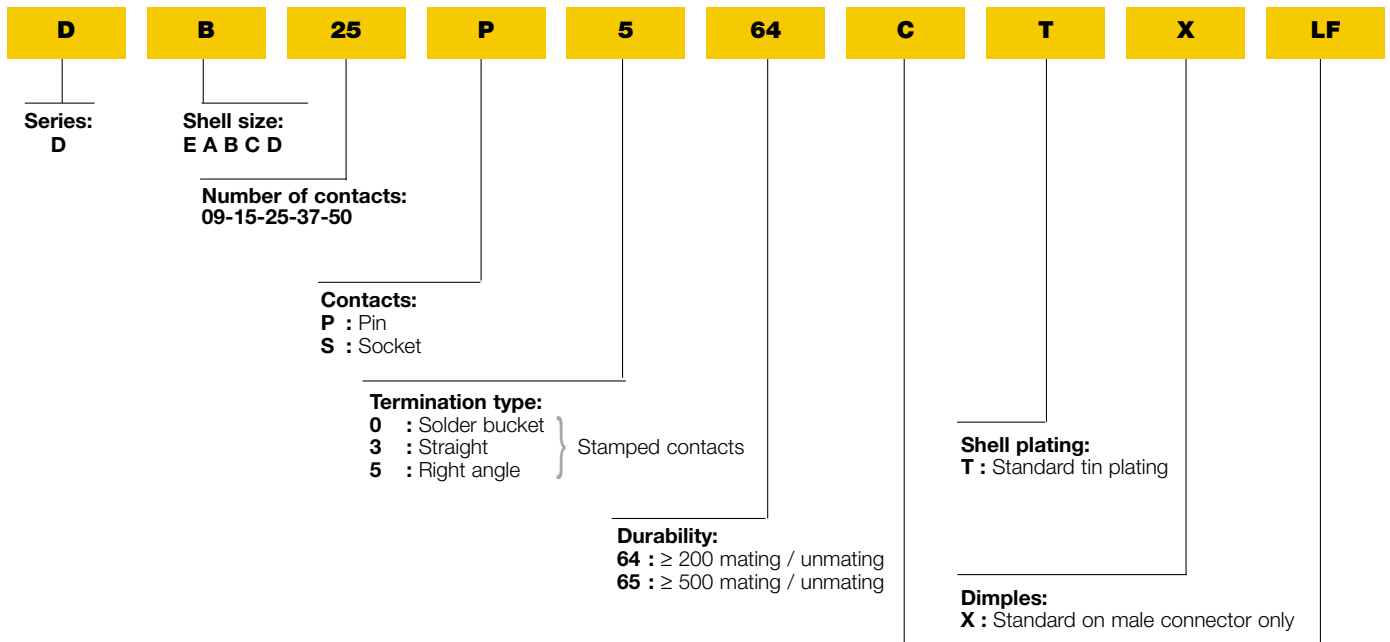 D B 25 P 5 64 C T X LF
Series:
D
Shell size:
E A B C D
Number of contacts:
09-15-25-37-50
Contacts:
P : Pin
S : Socket
Termination type:
0 : Solder bucket
3 : Straight
5 : Right angle
Stamped contacts
Shell plating:
T : Standard tin plating
Durability:
64 : ≥ 200 mating / unmating
65 : ≥ 500 mating / unmating
Dimples:
X : Standard on male connector only